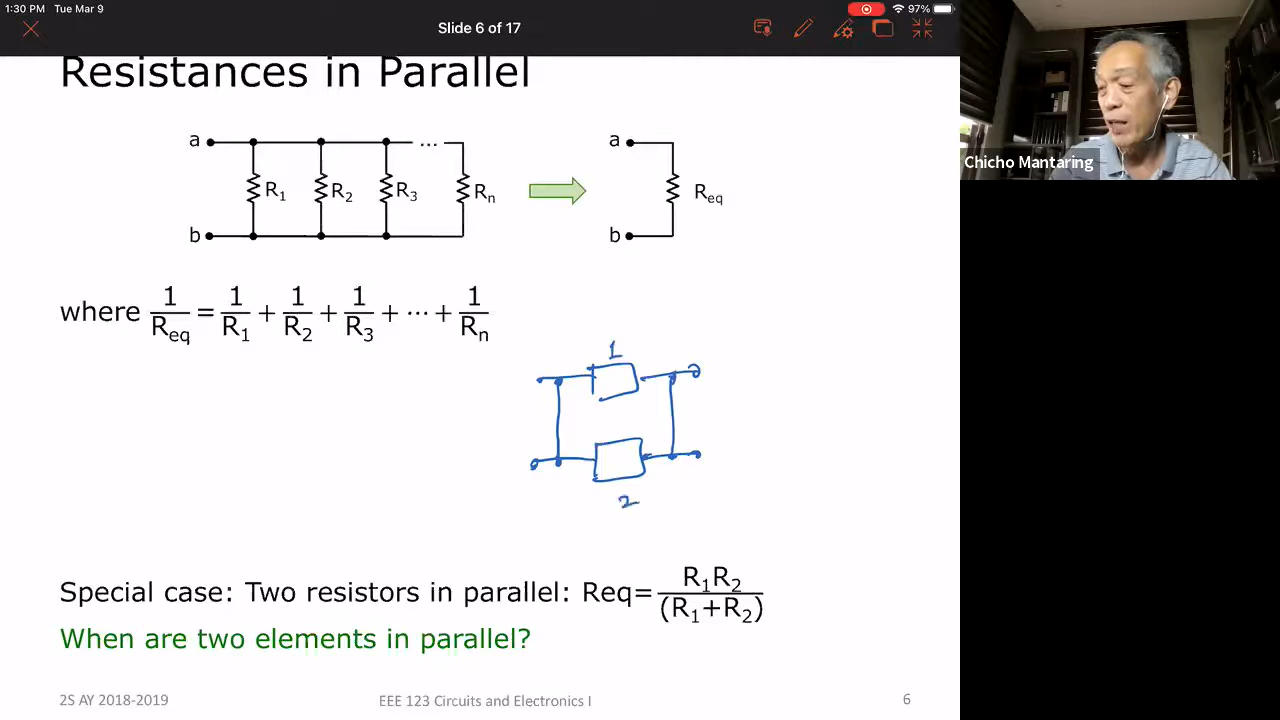 1:30 PM Tue Mar 9
97%
Slide 6 of 17
Resistances in Parallel
a
R₁ R₂ R₃ ... Rₙ
b
a
R_eq
b
where 1/R_eq = 1/R₁ + 1/R₂ + 1/R₃ + ⋯ + 1/Rₙ
1
2
Special case: Two resistors in parallel: Req= R₁R₂/(R₁+R₂)
When are two elements in parallel?
2S AY 2018-2019
EEE 123 Circuits and Electronics I
6
Chicho Mantaring